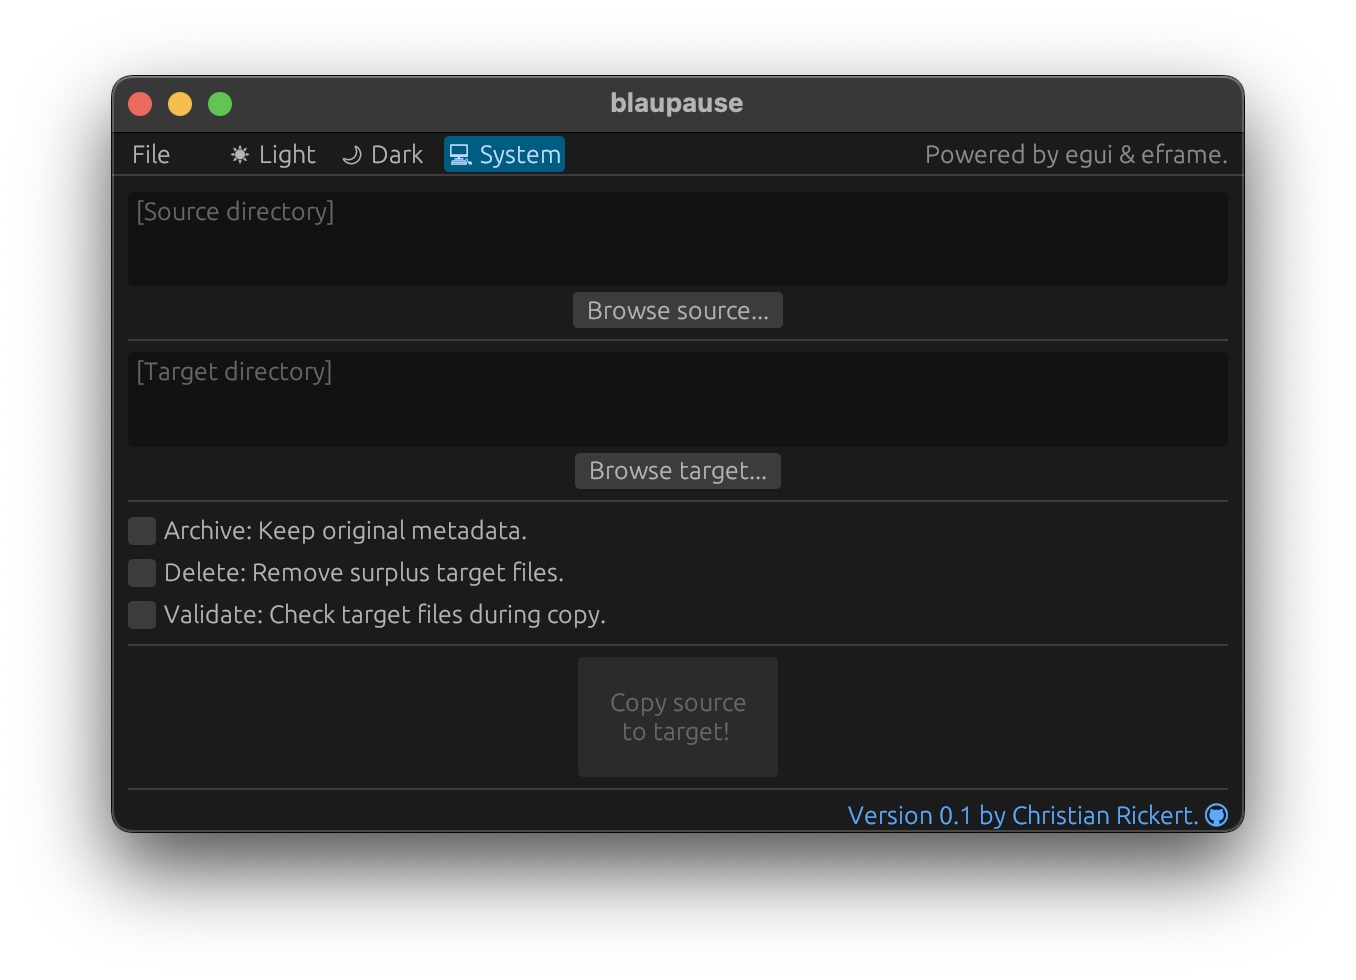 blaupause
File Light Dark System Powered by egui & eframe.
[Source directory]
Browse source...
[Target directory]
Browse target...
Archive: Keep original metadata.
Delete: Remove surplus target files.
Validate: Check target files during copy.
Copy source
to target!
Version 0.1 by Christian Rickert.